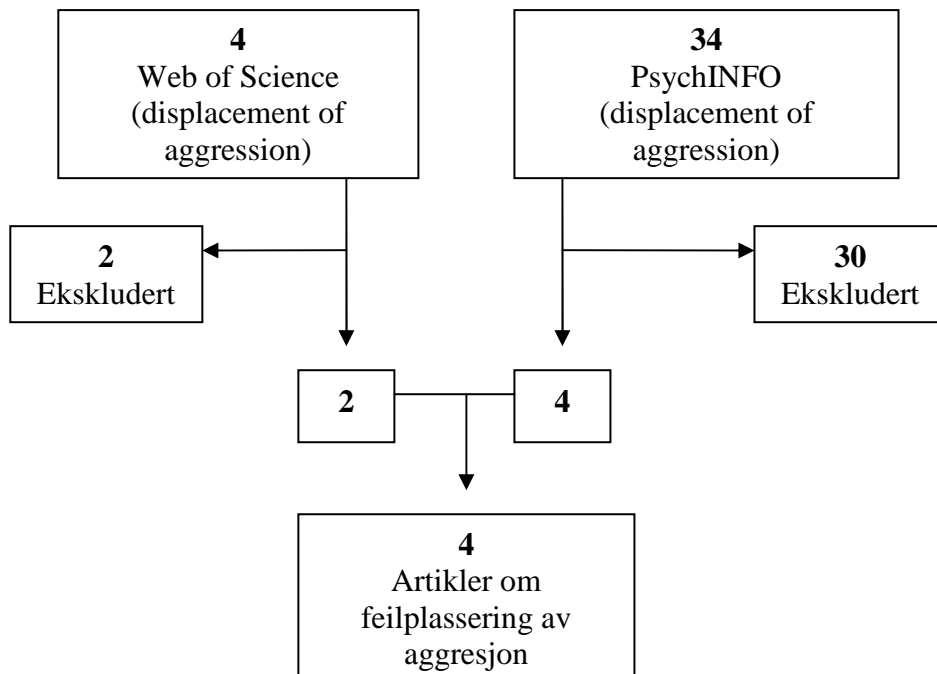 4
Web of Science
(displacement of
aggression)
34
PsychINFO
(displacement of
aggression)
2
Ekskludert
30
Ekskludert
2
4
4
Artikler om
feilplassering av
aggresjon